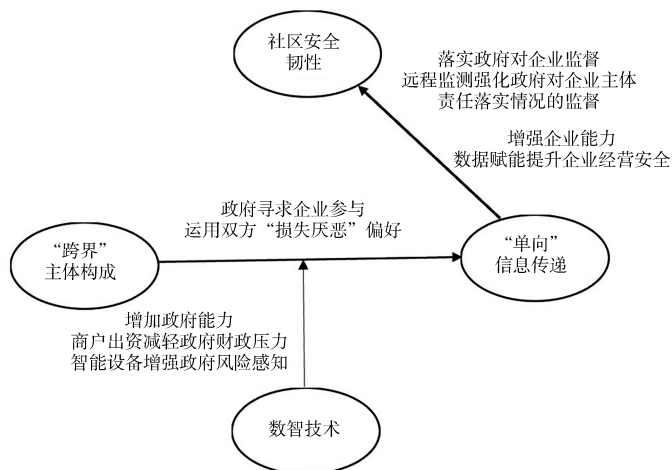 社区安全
韧性
落实政府对企业监督
远程监测强化政府对企业主体
责任落实情况的监督
增强企业能力
数据赋能提升企业经营安全
政府寻求企业参与
运用双方“损失厌恶”偏好
“跨界”
主体构成
“单向”
信息传递
增加政府能力
商户出资减轻政府财政压力
智能设备增强政府风险感知
数智技术